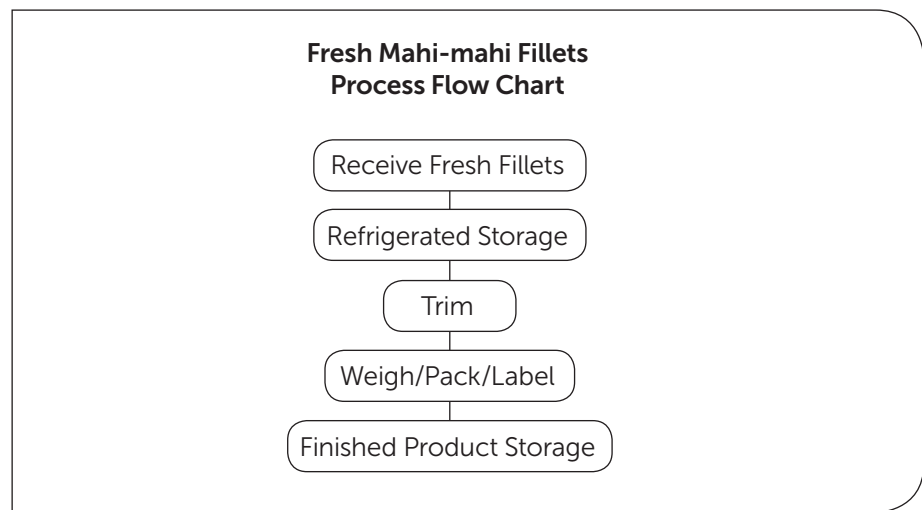 Fresh Mahi-mahi Fillets
Process Flow Chart
Receive Fresh Fillets
Refrigerated Storage
Trim
Weigh/Pack/Label
Finished Product Storage